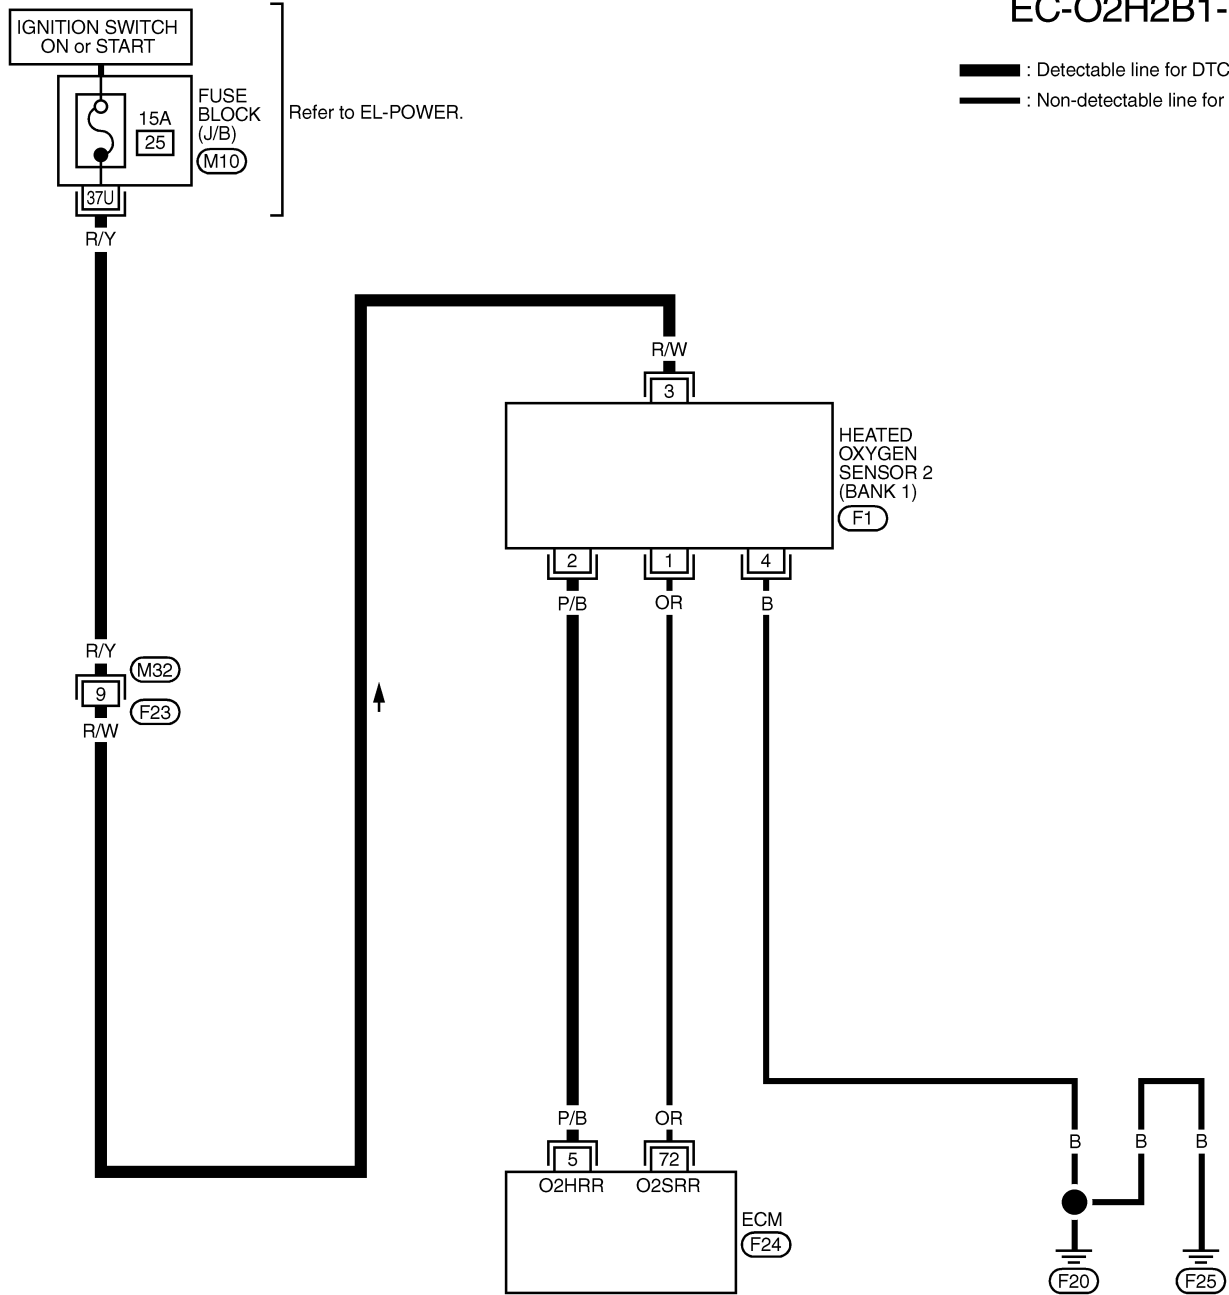 EC-O2H2B1-
IGNITION SWITCH
ON or START
: Detectable line for DTC
: Non-detectable line for
FUSE
BLOCK
(J/B)
M10
15A
25
Refer to EL-POWER.
37U
R/Y
R/W
3
HEATED
OXYGEN
SENSOR 2
(BANK 1)
F1
2
1
4
P/B
OR
B
R/Y
M32
9
F23
R/W
P/B
OR
B
B
B
5
72
O2HRR
O2SRR
ECM
F24
F20
F25